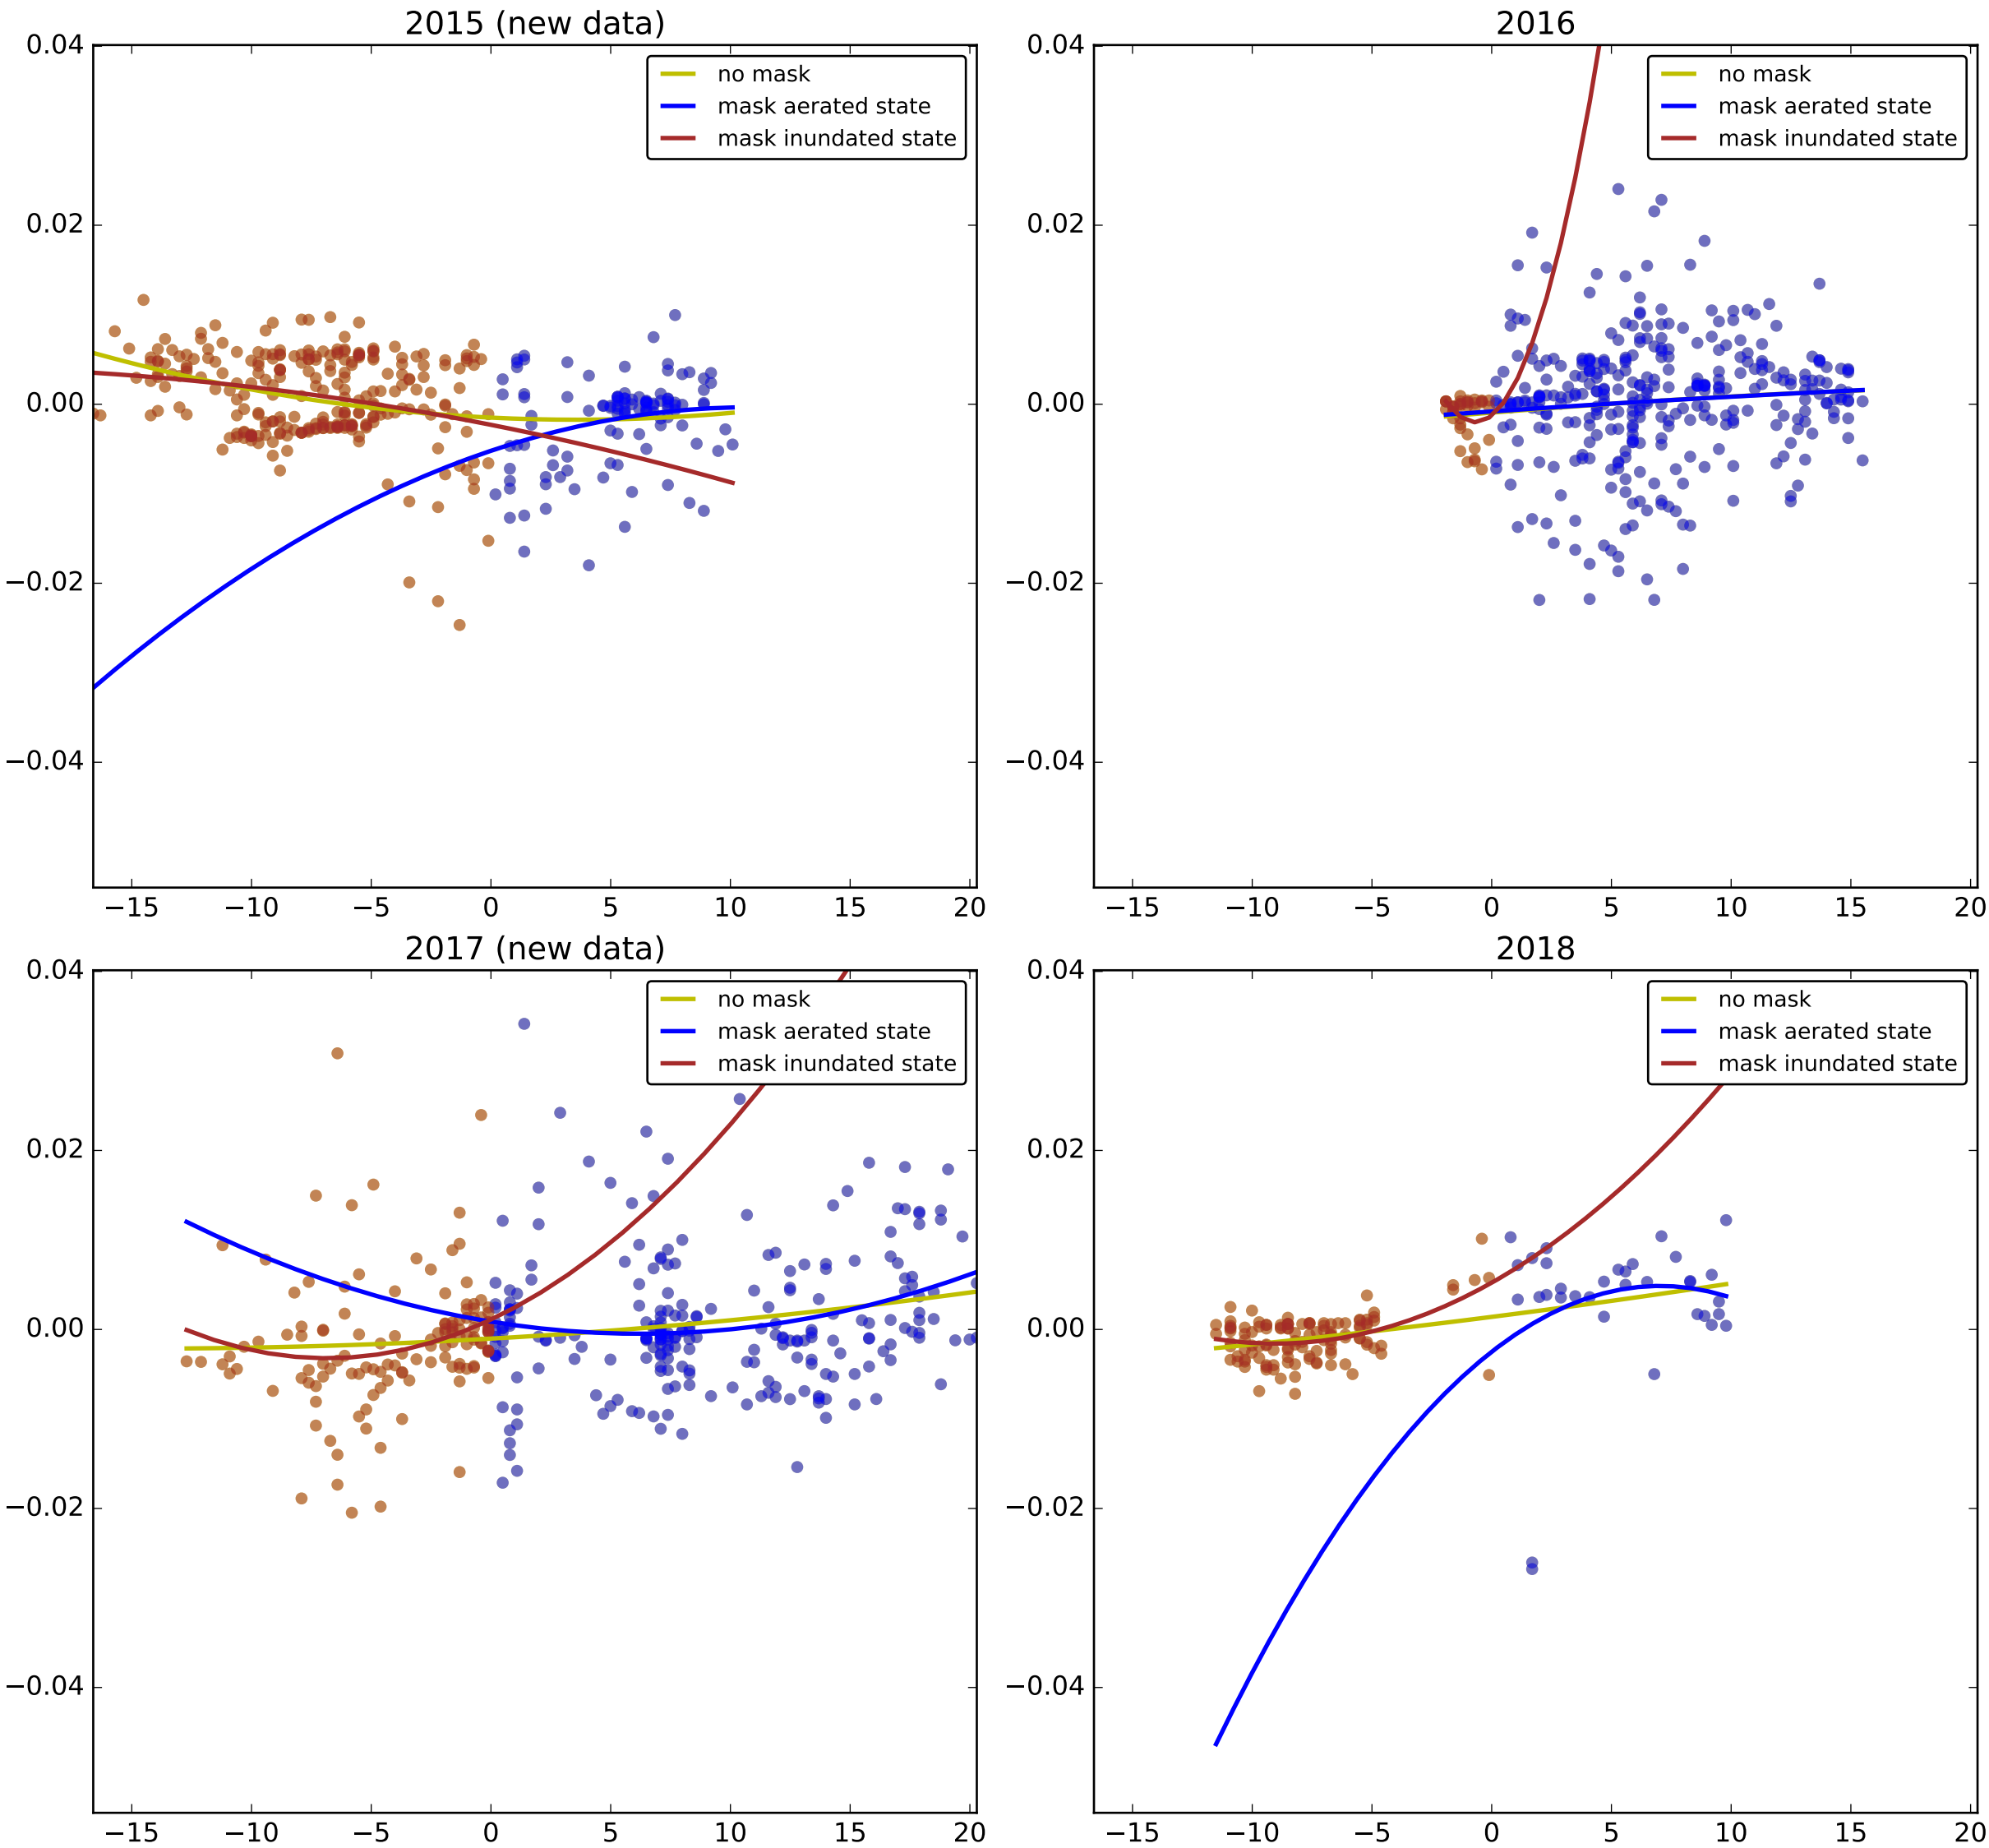 2015 (new data)
0.04
0.02
0.00
−0.02
−0.04
no mask
mask aerated state
mask inundated state
−15 −10 −5 0 5 10 15 20
2016
0.04
0.02
0.00
−0.02
−0.04
no mask
mask aerated state
mask inundated state
−15 −10 −5 0 5 10 15 20
2017 (new data)
0.04
0.02
0.00
−0.02
−0.04
no mask
mask aerated state
mask inundated state
−15 −10 −5 0 5 10 15 20
2018
0.04
0.02
0.00
−0.02
−0.04
no mask
mask aerated state
mask inundated state
−15 −10 −5 0 5 10 15 20